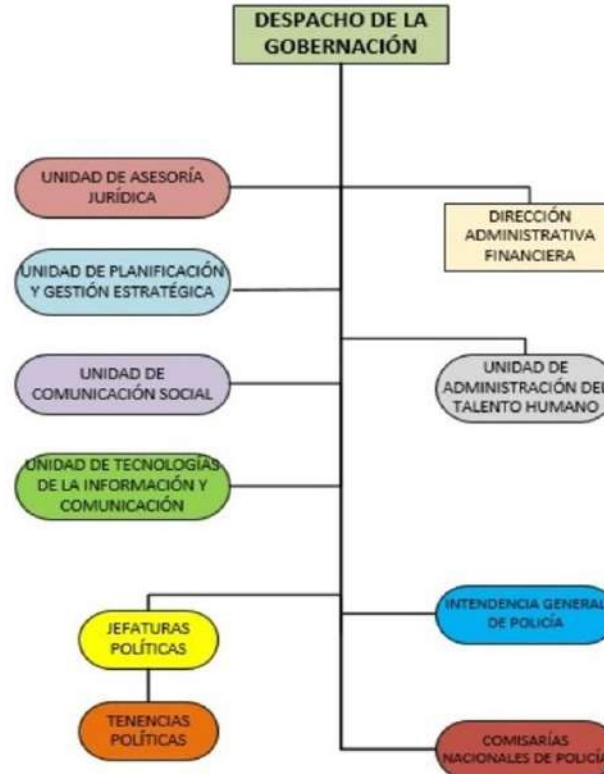 DESPACHO DE LA
GOBERNACIÓN
UNIDAD DE ASESORÍA
JURÍDICA
DIRECCIÓN
ADMINISTRATIVA
FINANCIERA
UNIDAD DE PLANIFICACIÓN
Y GESTIÓN ESTRATÉGICA
UNIDAD DE
COMUNICACIÓN SOCIAL
UNIDAD DE
ADMINISTRACIÓN DEL
TALENTO HUMANO
UNIDAD DE TECNOLOGÍAS
DE LA INFORMACIÓN Y
COMUNICACIÓN
JEFATURAS
POLÍTICAS
INTENDENCIA GENERAL
DE POLICÍA
TENENCIAS
POLÍTICAS
COMISARÍAS
NACIONALES DE POLICÍA